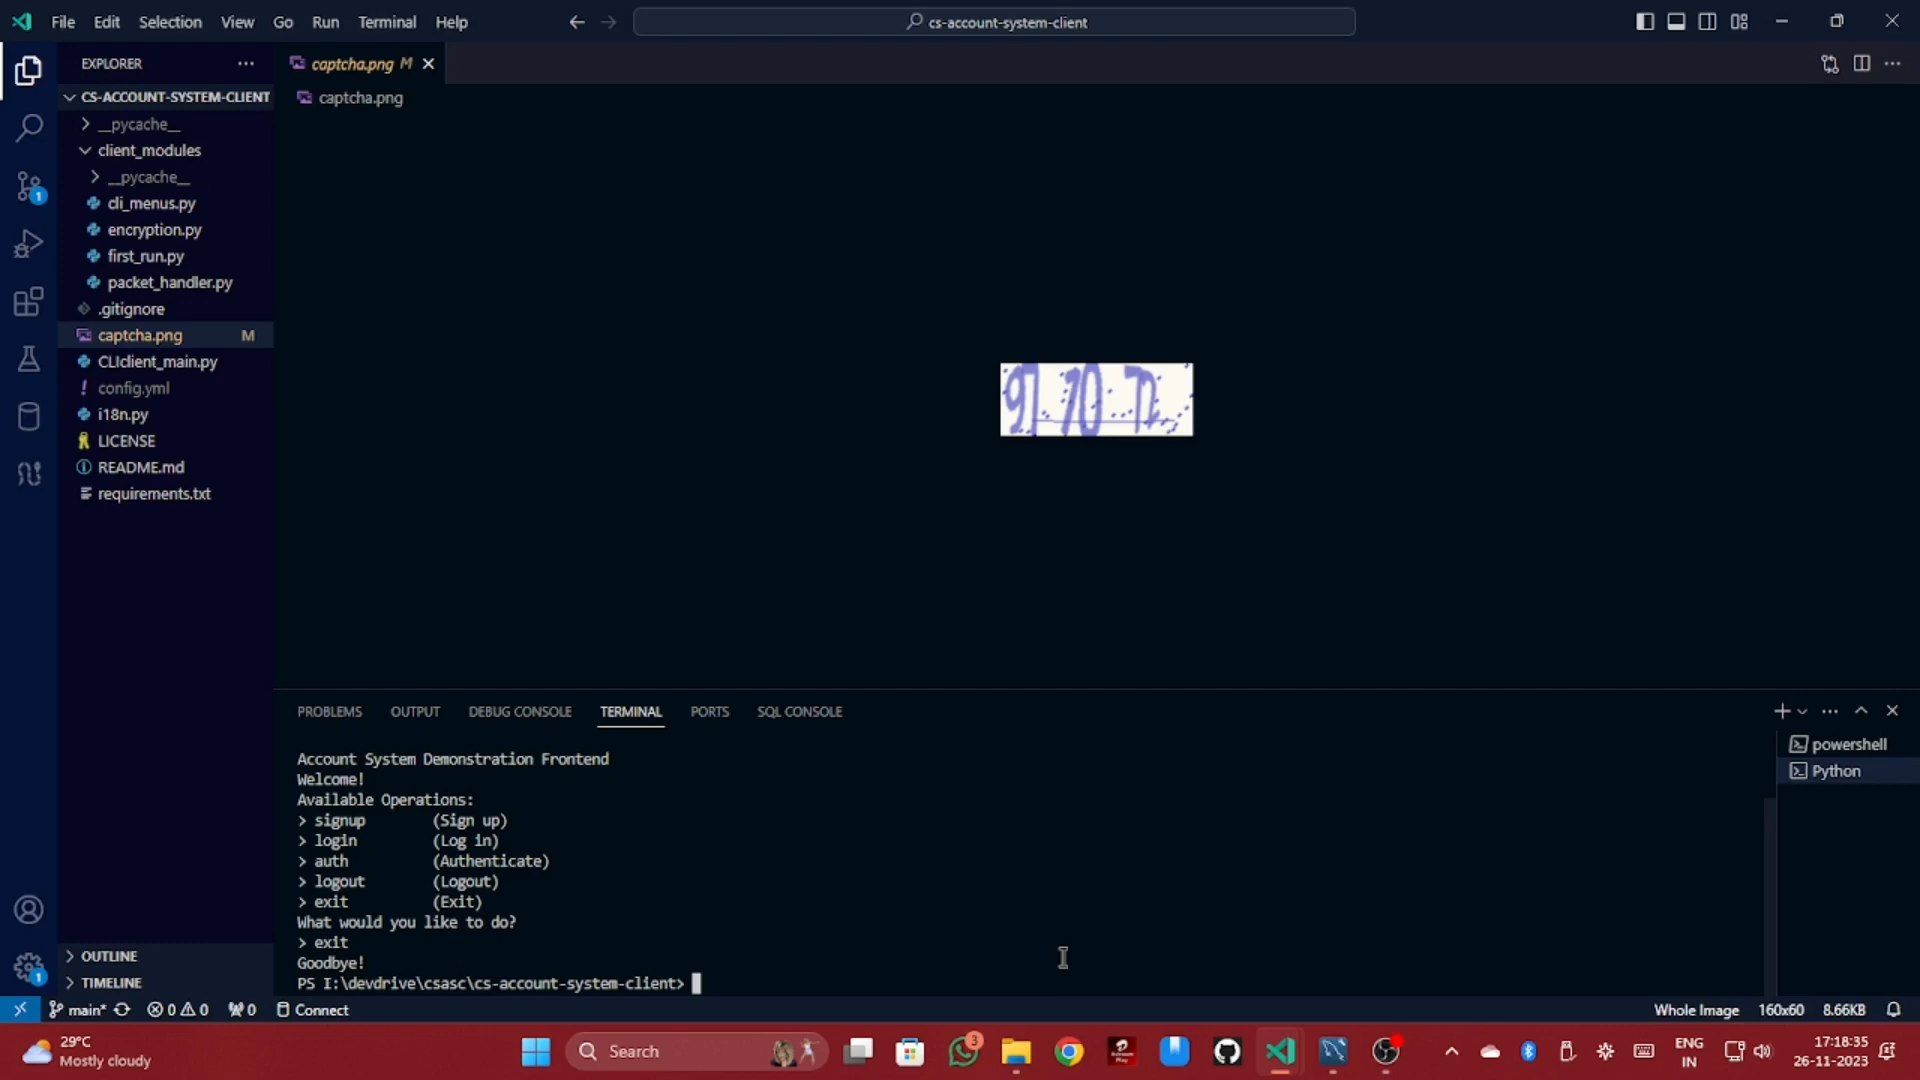 File Edit Selection View Go Run Terminal Help
cs-account-system-client
EXPLORER
captcha.png M
CS-ACCOUNT-SYSTEM-CLIENT
captcha.png
__pycache__
client_modules
__pycache__
cli_menus.py
encryption.py
first_run.py
packet_handler.py
.gitignore
captcha.png M
CLIclient_main.py
config.yml
i18n.py
LICENSE
README.md
requirements.txt
OUTLINE
TIMELINE
PROBLEMS OUTPUT DEBUG CONSOLE TERMINAL PORTS SQL CONSOLE
powershell
Python
Account System Demonstration Frontend
Welcome!
Available Operations:
> signup (Sign up)
> login (Log in)
> auth (Authenticate)
> logout (Logout)
> exit (Exit)
What would you like to do?
> exit
Goodbye!
PS I:\devdrive\csasc\cs-account-system-client>
main* 0 0 0 Connect
Whole Image 160x60 8.66KB
29°C
Mostly cloudy
Search
3
ENG
IN
17:18:35
26-11-2023